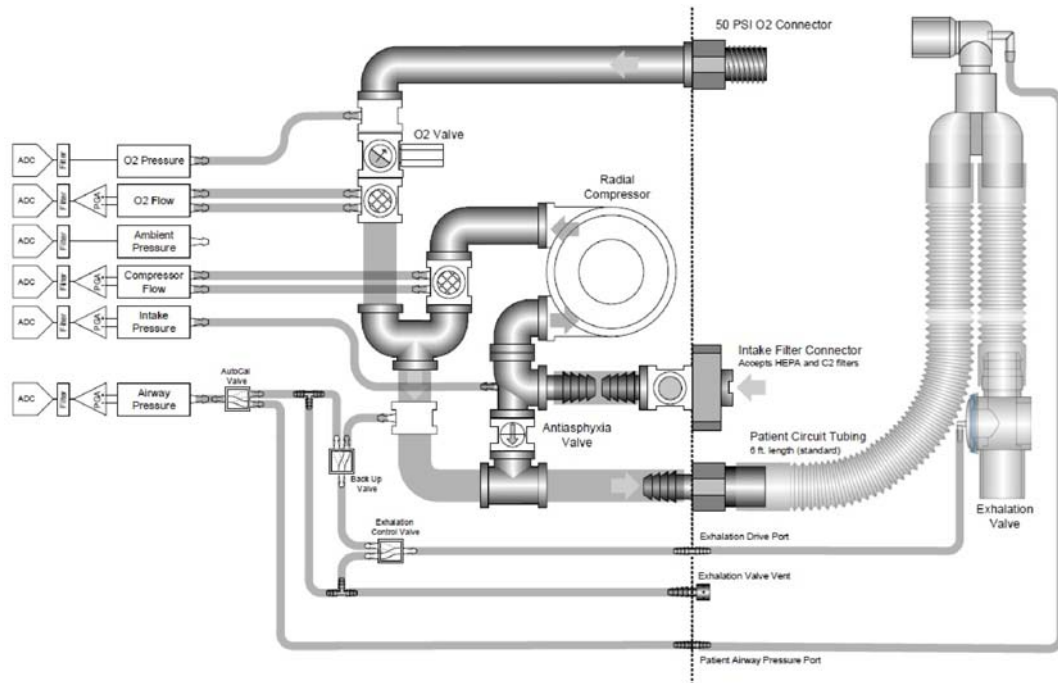 50 PSI O2 Connector
O2 Valve
Radial
Compressor
ADC
Filter
O2 Pressure
ADC
Filter
PGA
O2 Flow
ADC
Filter
Ambient
Pressure
ADC
Filter
PGA
Compressor
Flow
ADC
Filter
PGA
Intake
Pressure
Intake Filter Connector
Accepts HEPA and C2 filters
AutoCal
Valve
ADC
Filter
PGA
Airway
Pressure
Antiasphyxia
Valve
Patient Circuit Tubing
6 ft. length (standard)
Back Up
Valve
Exhalation
Valve
Exhalation
Control Valve
Exhalation Drive Port
Exhalation Valve Vent
Patient Airway Pressure Port